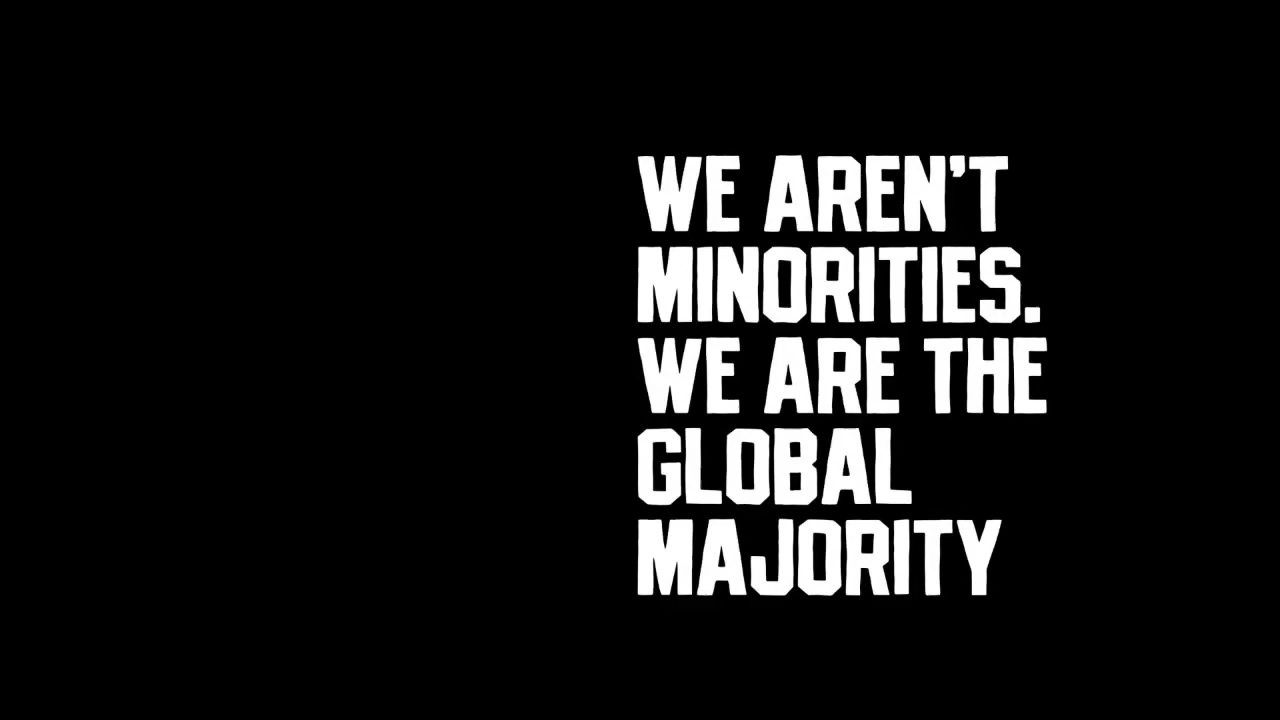 WE AREN'T
MINORITIES.
WE ARE THE
GLOBAL
MAJORITY